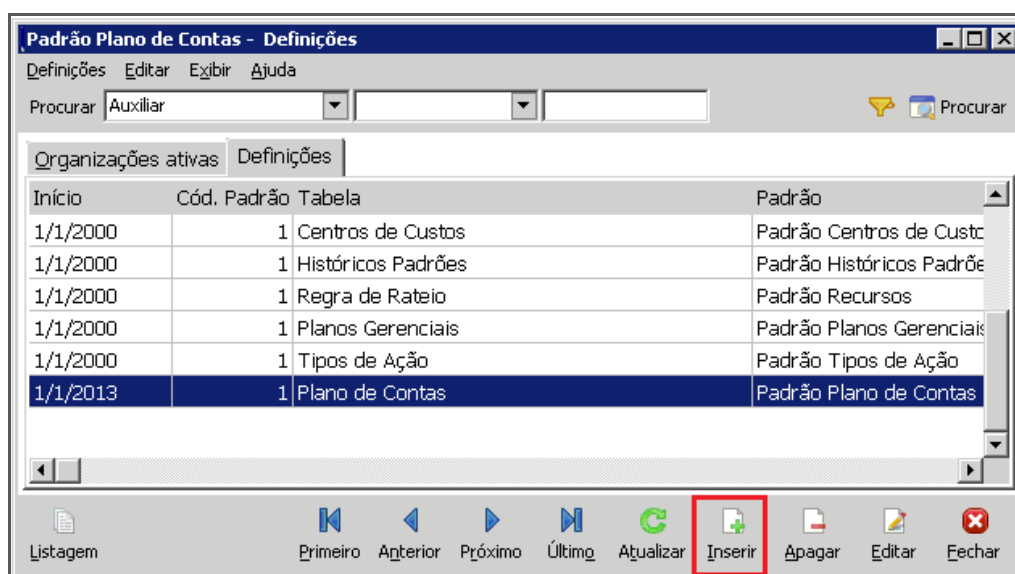 Padrão Plano de Contas - Definições
Definições Editar Exibir Ajuda
Procurar Auxiliar Procurar
Organizações ativas Definições
Início Cód. Padrão Tabela Padrão
1/1/2000 1 Centros de Custos Padrão Centros de Custo
1/1/2000 1 Históricos Padrões Padrão Históricos Padrõe
1/1/2000 1 Regra de Rateio Padrão Recursos
1/1/2000 1 Planos Gerenciais Padrão Planos Gerenciais
1/1/2000 1 Tipos de Ação Padrão Tipos de Ação
1/1/2013 1 Plano de Contas Padrão Plano de Contas
Listagem Primeiro Anterior Próximo Último Atualizar Inserir Apagar Editar Fechar